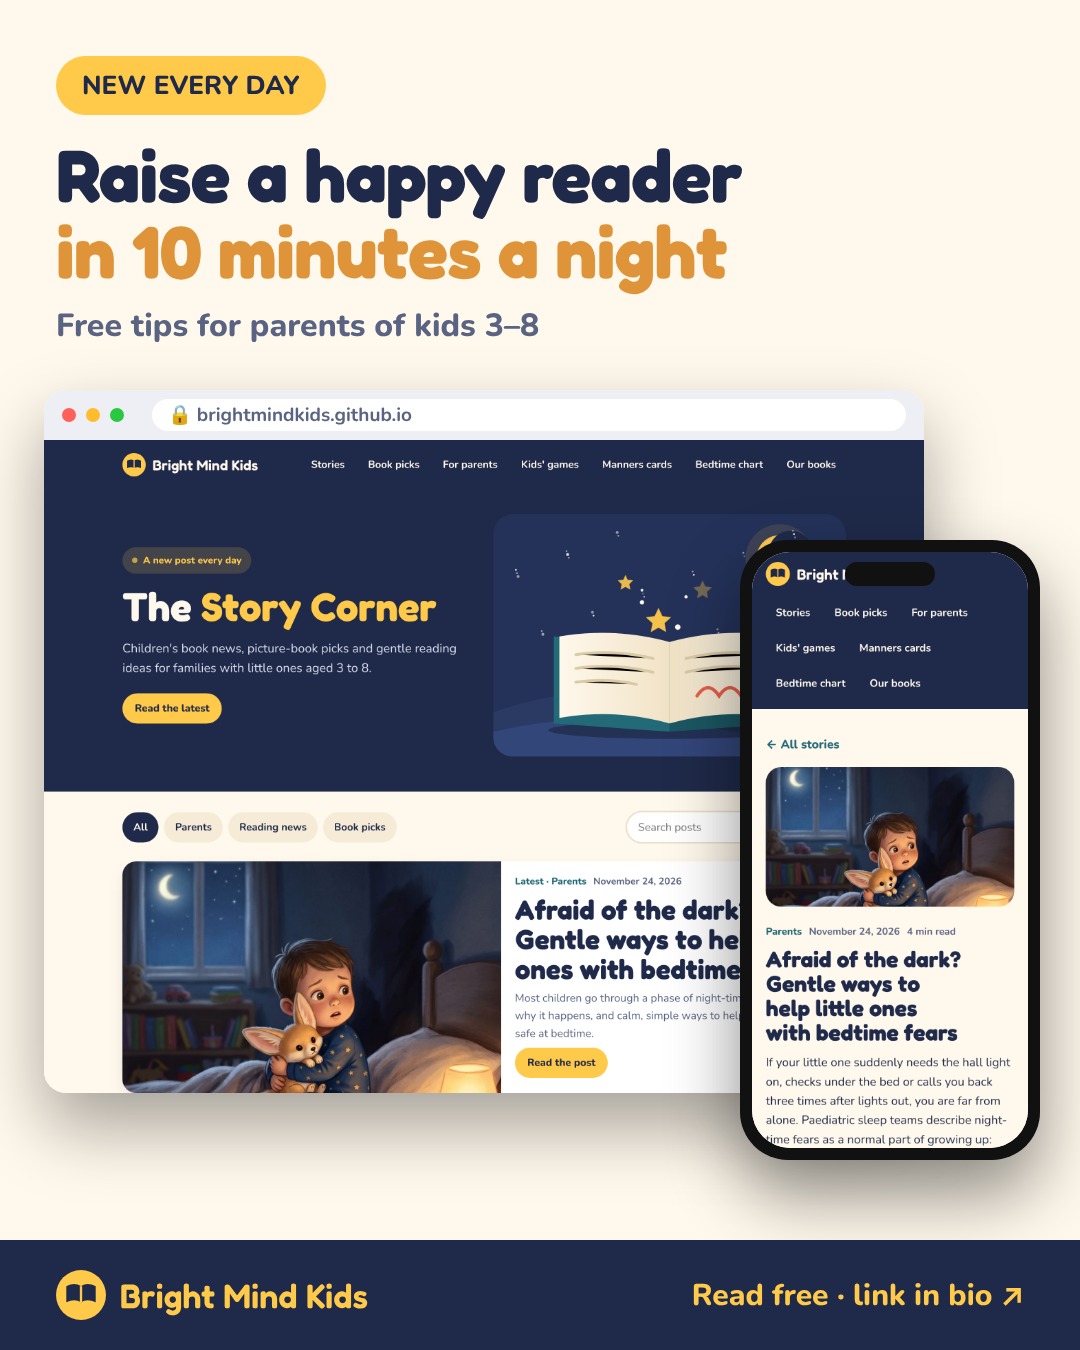 NEW EVERY DAY
Raise a happy reader
in 10 minutes a night
Free tips for parents of kids 3–8
brightmindkids.github.io
Bright Mind Kids
Stories
Book picks
For parents
Kids' games
Manners cards
Bedtime chart
Our books
A new post every day
The Story Corner
Children's book news, picture-book picks and gentle reading
ideas for families with little ones aged 3 to 8.
Read the latest
All
Parents
Reading news
Book picks
Search posts
Latest · Parents November 24, 2026
Afraid of the dark?
Gentle ways to he
ones with bedtime
Most children go through a phase of night-tim
why it happens, and calm, simple ways to help
safe at bedtime.
Read the post
Bright
Stories
Book picks
For parents
Kids' games
Manners cards
Bedtime chart
Our books
← All stories
Parents November 24, 2026 4 min read
Afraid of the dark?
Gentle ways to
help little ones
with bedtime fears
If your little one suddenly needs the hall light
on, checks under the bed or calls you back
three times after lights out, you are far from
alone. Paediatric sleep teams describe night-
time fears as a normal part of growing up:
Bright Mind Kids
Read free · link in bio ↗